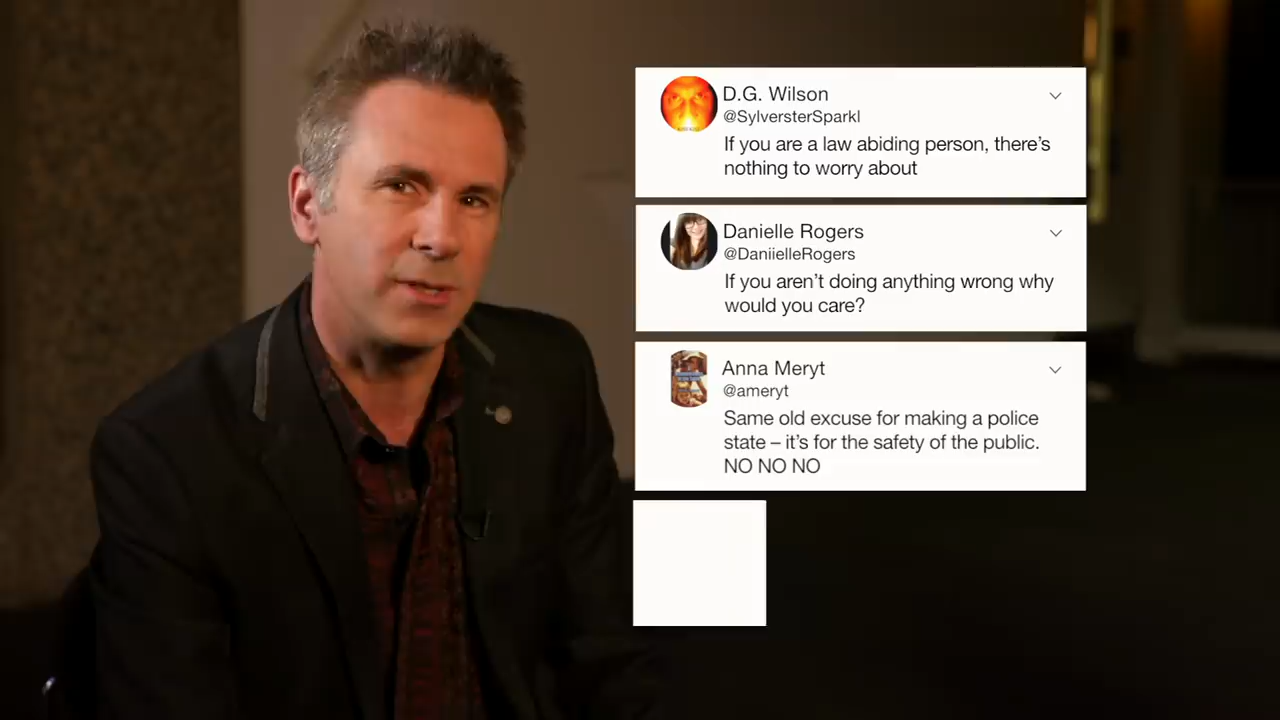 D.G. Wilson
@SylversterSparkl
If you are a law abiding person, there's
nothing to worry about
Danielle Rogers
@DaniielleRogers
If you aren't doing anything wrong why
would you care?
Anna Meryt
@ameryt
Same old excuse for making a police
state – it's for the safety of the public.
NO NO NO